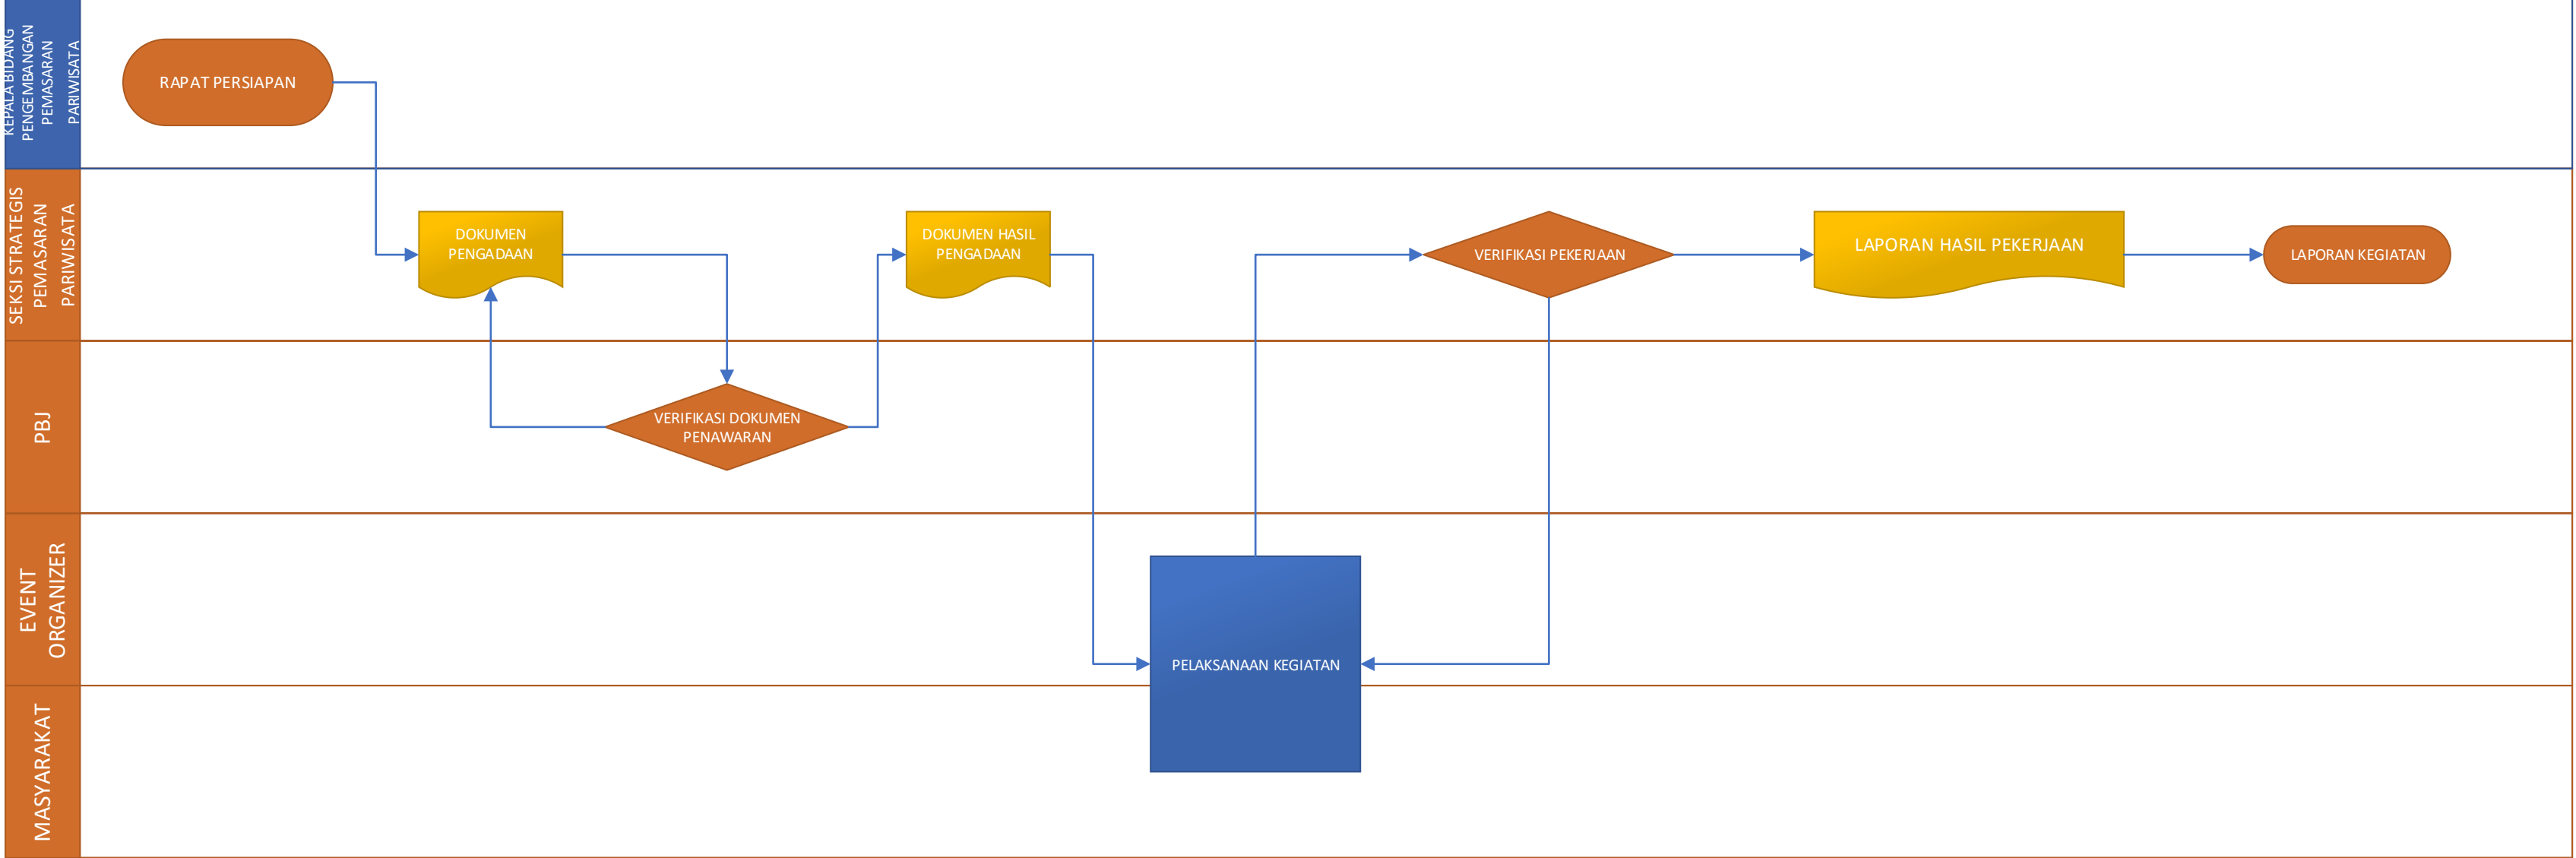 KEPALA BIDANG
PENGEMBANGAN
PEMASARAN
PARIWISATA
RAPAT PERSIAPAN
SEKSI STRATEGIS
PEMASARAN
PARIWISATA
DOKUMEN
PENGADAAN
DOKUMEN HASIL
PENGADAAN
VERIFIKASI PEKERJAAN
LAPORAN HASIL PEKERJAAN
LAPORAN KEGIATAN
PBJ
VERIFIKASI DOKUMEN
PENAWARAN
EVENT
ORGANIZER
PELAKSANAAN KEGIATAN
MASYARAKAT